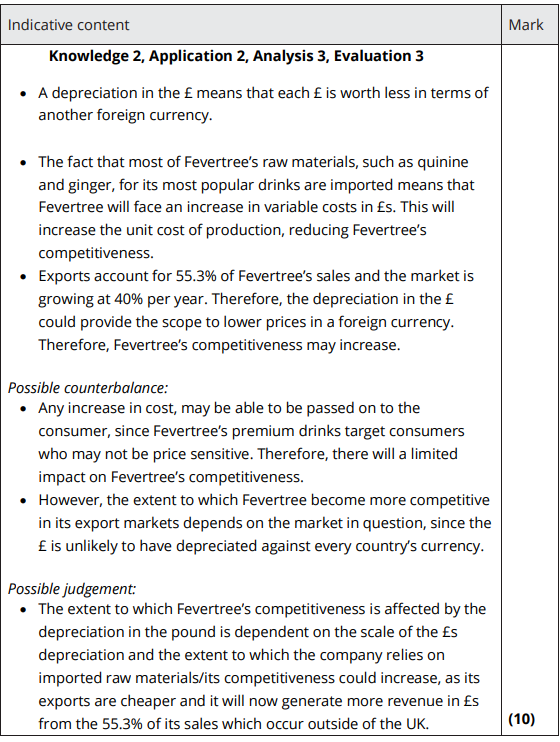 Indicative content
Mark
Knowledge 2, Application 2, Analysis 3, Evaluation 3
• A depreciation in the £ means that each £ is worth less in terms of
another foreign currency.
• The fact that most of Fevertree’s raw materials, such as quinine
and ginger, for its most popular drinks are imported means that
Fevertree will face an increase in variable costs in £s. This will
increase the unit cost of production, reducing Fevertree’s
competitiveness.
• Exports account for 55.3% of Fevertree’s sales and the market is
growing at 40% per year. Therefore, the depreciation in the £
could provide the scope to lower prices in a foreign currency.
Therefore, Fevertree’s competitiveness may increase.
Possible counterbalance:
• Any increase in cost, may be able to be passed on to the
consumer, since Fevertree’s premium drinks target consumers
who may not be price sensitive. Therefore, there will a limited
impact on Fevertree’s competitiveness.
• However, the extent to which Fevertree become more competitive
in its export markets depends on the market in question, since the
£ is unlikely to have depreciated against every country’s currency.
Possible judgement:
• The extent to which Fevertree’s competitiveness is affected by the
depreciation in the pound is dependent on the scale of the £s
depreciation and the extent to which the company relies on
imported raw materials/its competitiveness could increase, as its
exports are cheaper and it will now generate more revenue in £s
from the 55.3% of its sales which occur outside of the UK.
(10)